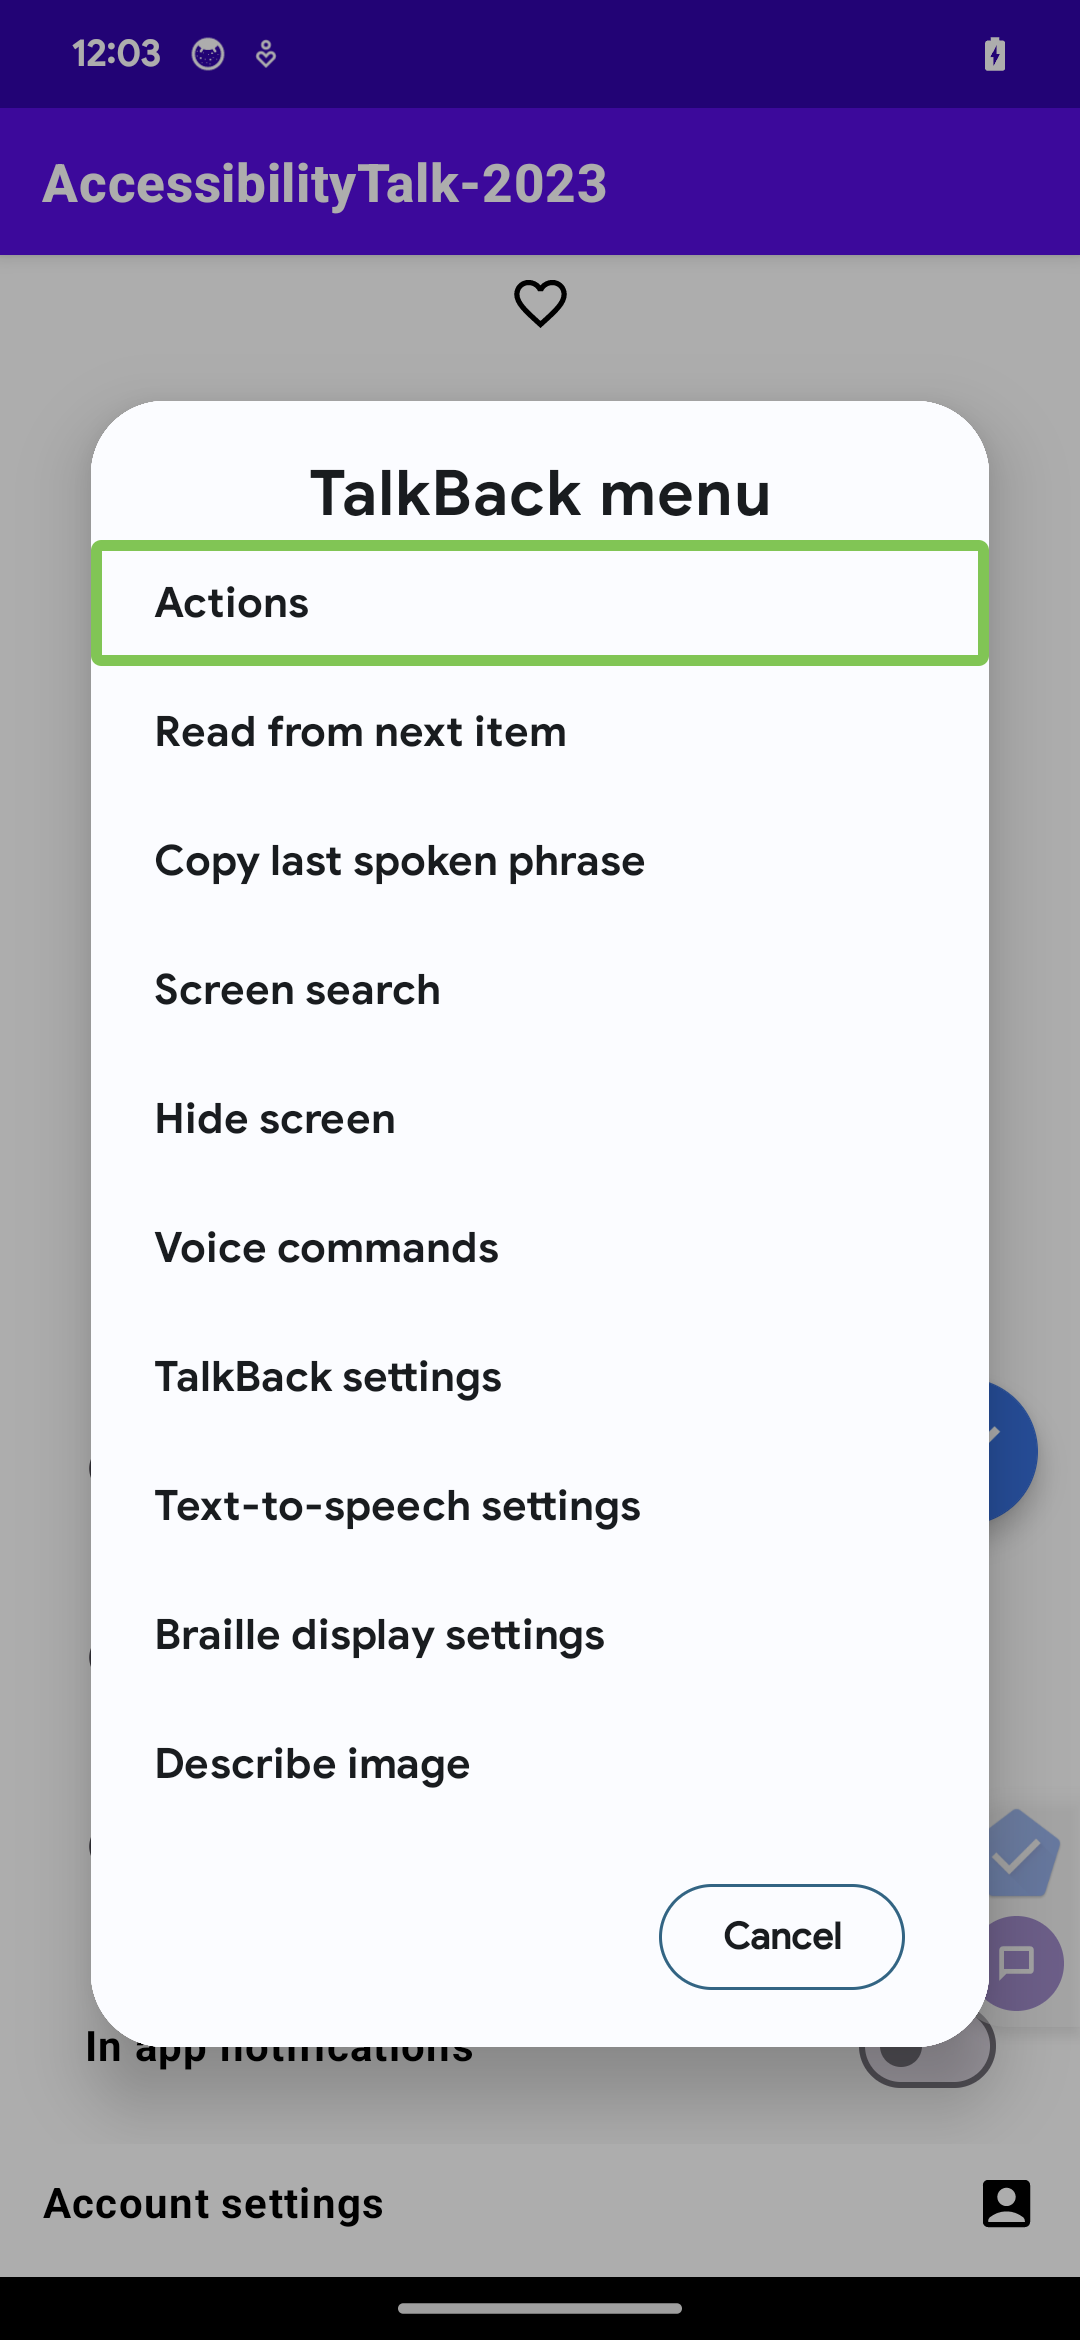 12:03
AccessibilityTalk-2023
TalkBack menu
Actions
Read from next item
Copy last spoken phrase
Screen search
Hide screen
Voice commands
TalkBack settings
Text-to-speech settings
Braille display settings
Describe image
Cancel
In app notifications
Account settings